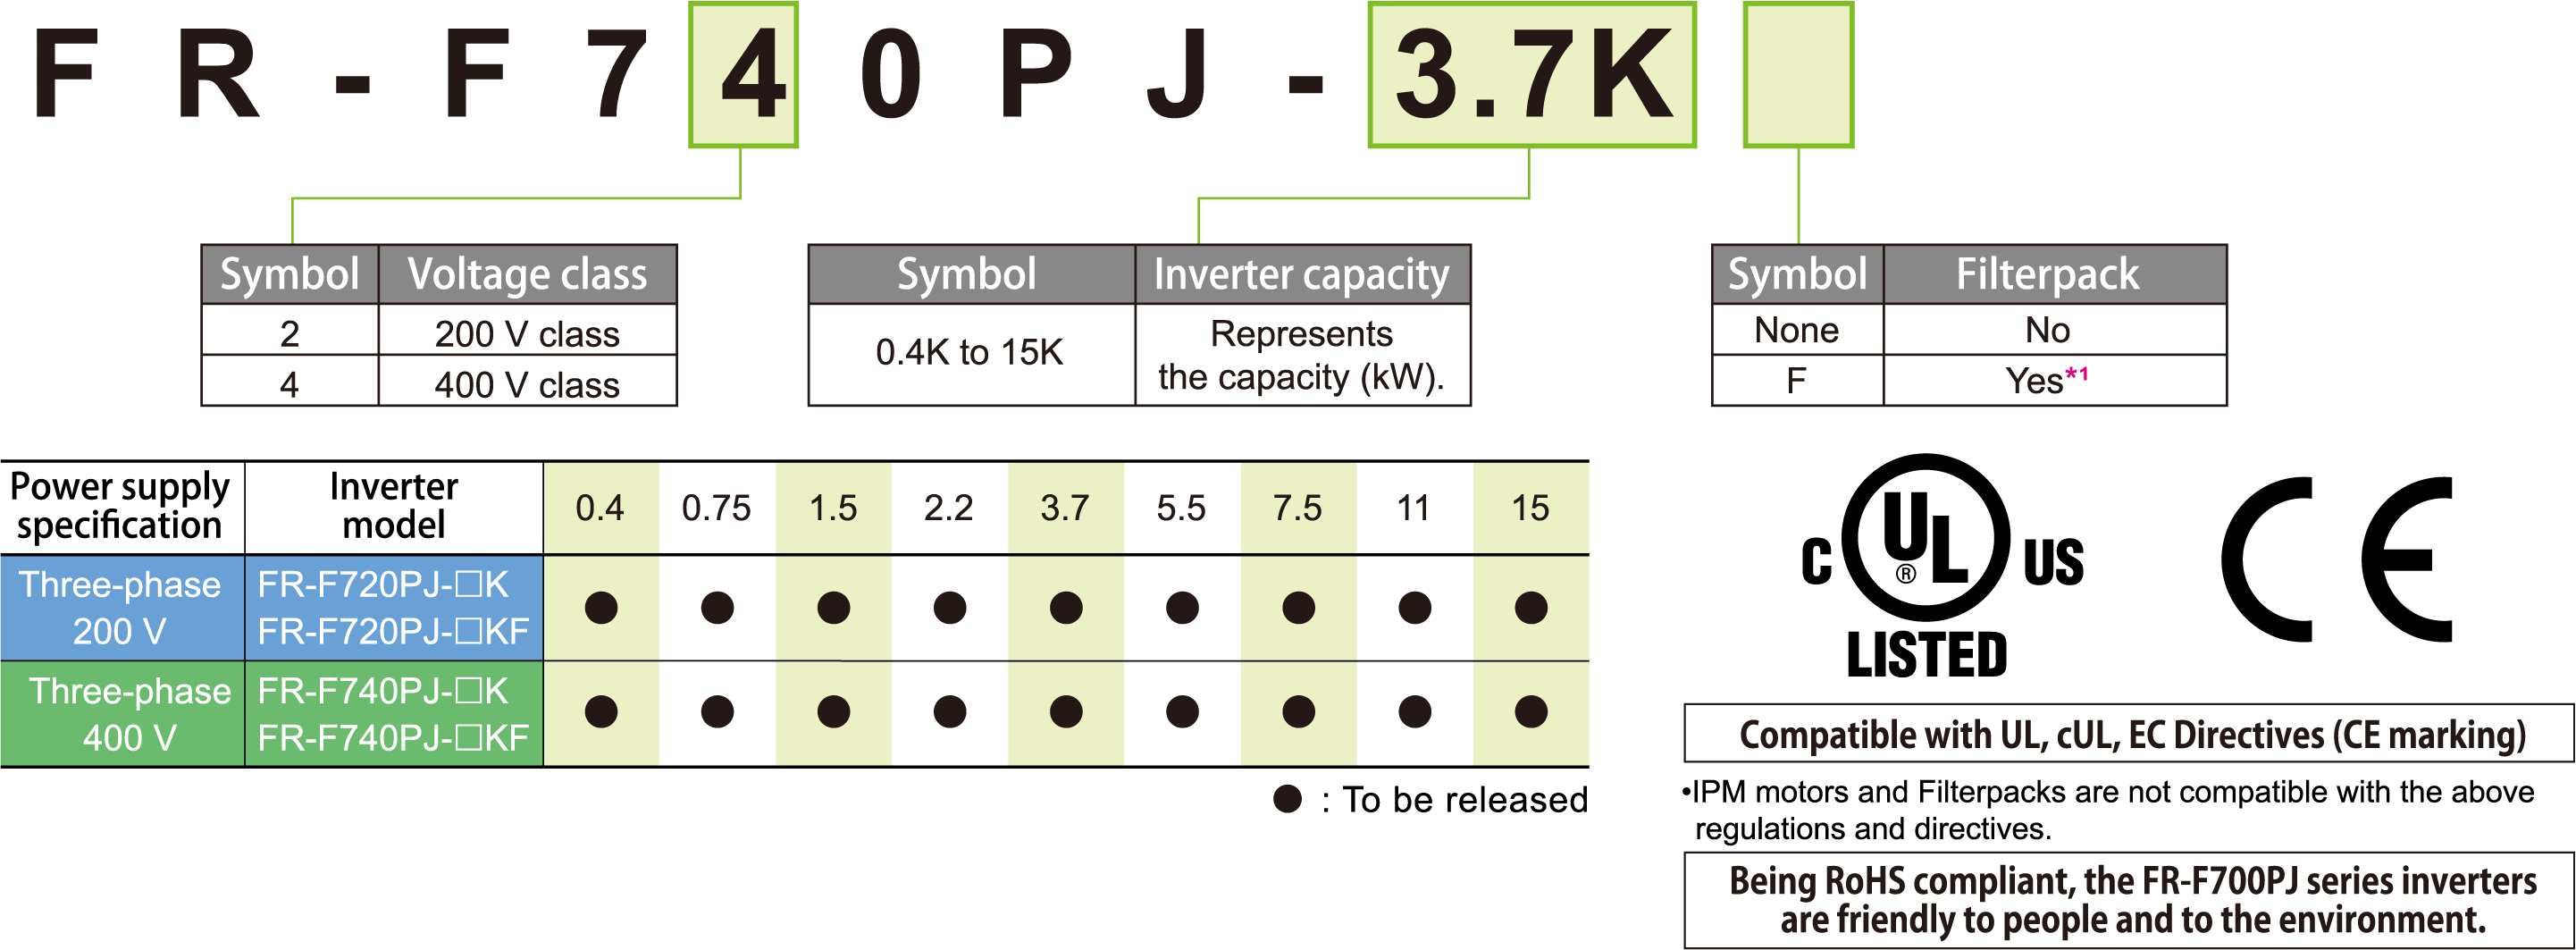 FR-F740PJ-3.7K
Symbol Voltage class
2 200 V class
4 400 V class
Symbol Inverter capacity
0.4K to 15K Represents
the capacity (kW).
Symbol Filterpack
None No
F Yes*1
Power supply
specification
Inverter
model
0.4 0.75 1.5 2.2 3.7 5.5 7.5 11 15
Three-phase
200 V
FR-F720PJ-□K
FR-F720PJ-□KF
● ● ● ● ● ● ● ● ●
Three-phase
400 V
FR-F740PJ-□K
FR-F740PJ-□KF
● ● ● ● ● ● ● ● ●
● : To be released
C UL ® US
LISTED
CE
Compatible with UL, cUL, EC Directives (CE marking)
•IPM motors and Filterpacks are not compatible with the above
regulations and directives.
Being RoHS compliant, the FR-F700PJ series inverters
are friendly to people and to the environment.